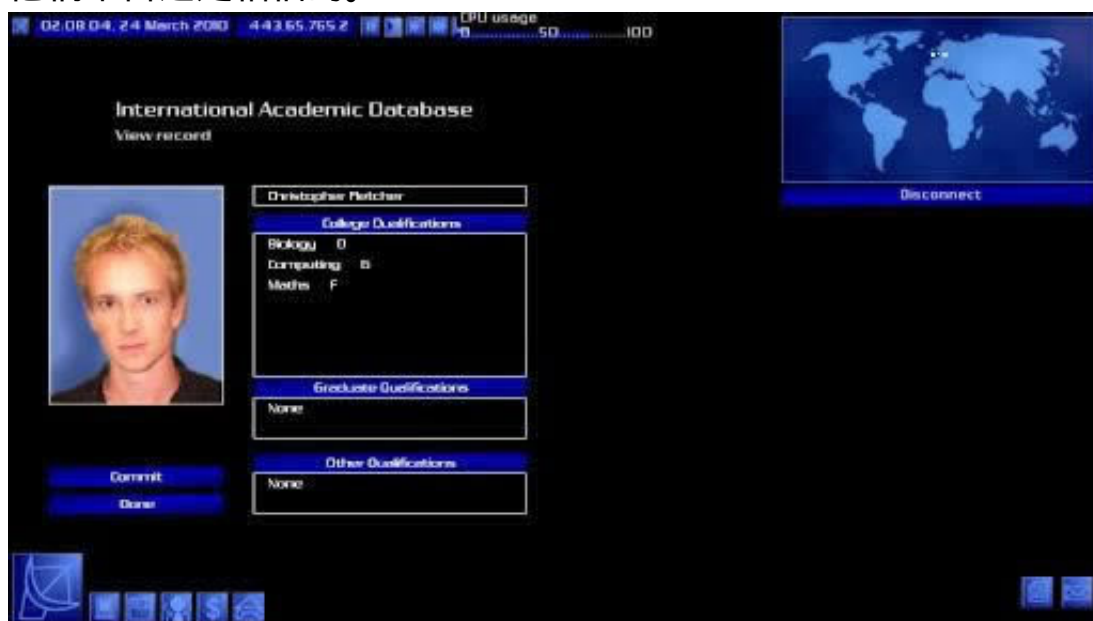 02:08:04, 24 March 2010
443.65.765.2
CPU usage
0 50 100
International Academic Database
View record
Disconnect
Christopher
College Qualifications
Biology D
Computing B
Maths F
Graduate Qualifications
None
Other Qualifications
None
Commit
Done